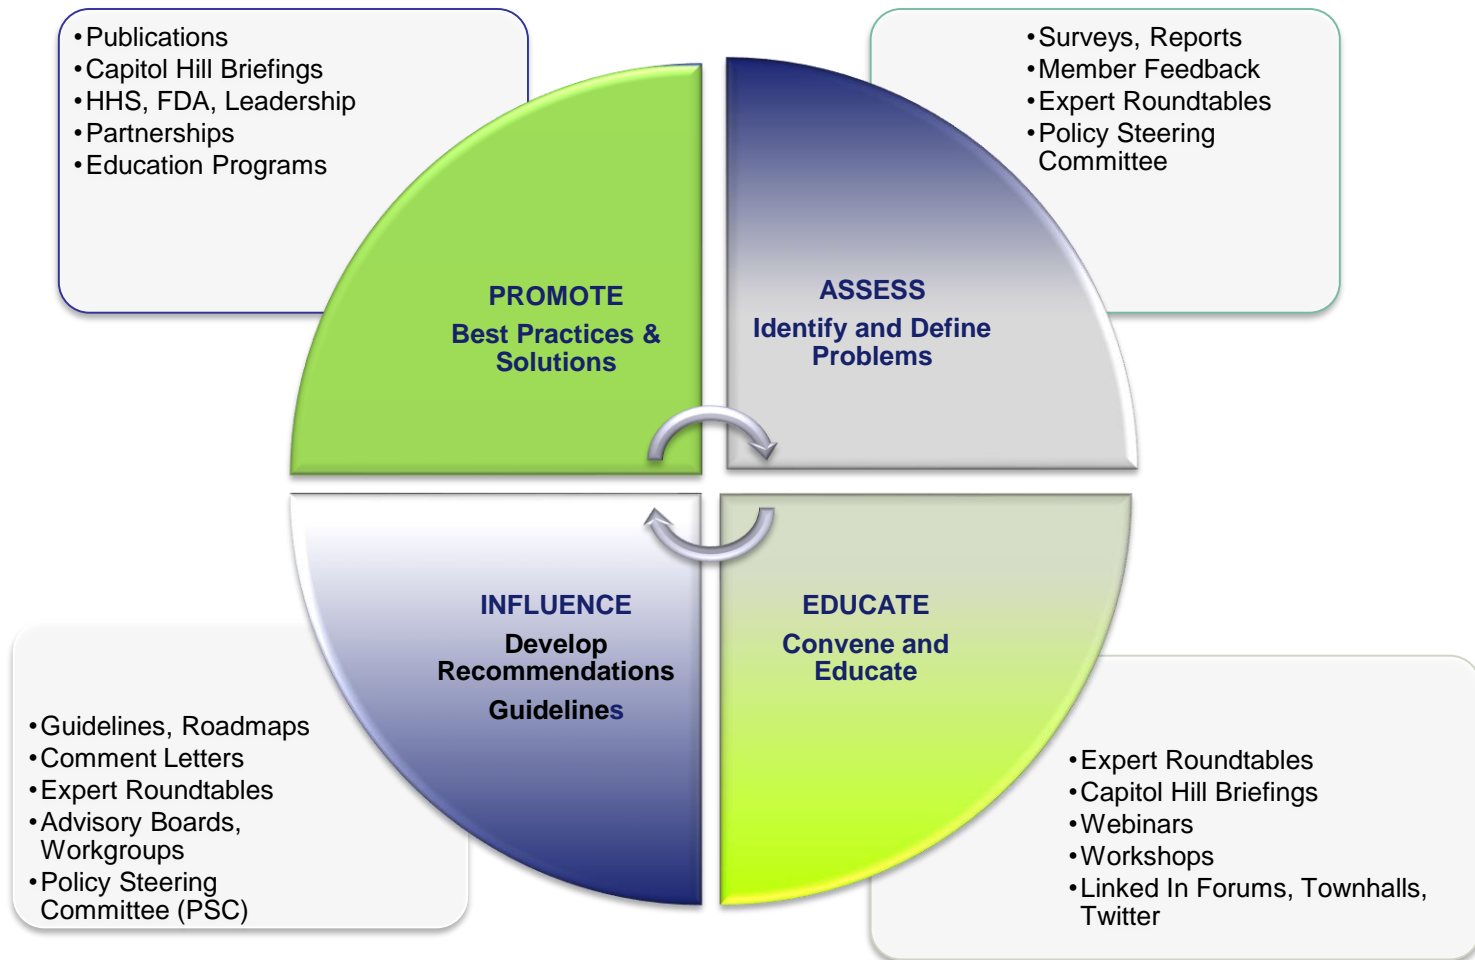 •Publications
•Capitol Hill Briefings
•HHS, FDA, Leadership
•Partnerships
•Education Programs
•Surveys, Reports
•Member Feedback
•Expert Roundtables
•Policy Steering
Committee
PROMOTE
Best Practices &
Solutions
ASSESS
Identify and Define
Problems
INFLUENCE
Develop
Recommendations
Guidelines
EDUCATE
Convene and
Educate
•Guidelines, Roadmaps
•Comment Letters
•Expert Roundtables
•Advisory Boards,
Workgroups
•Policy Steering
Committee (PSC)
•Expert Roundtables
•Capitol Hill Briefings
•Webinars
•Workshops
•Linked In Forums, Townhalls,
Twitter